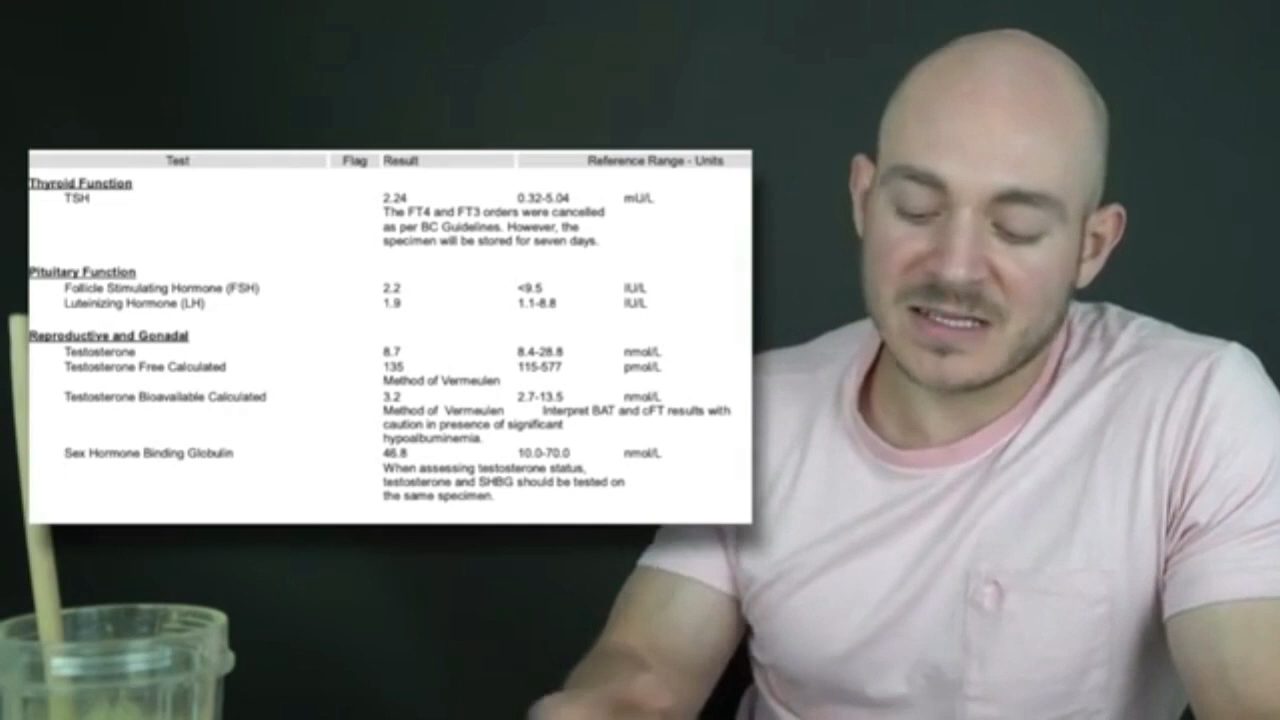 Test Flag Result Reference Range - Units
Thyroid Function
TSH 2.24 0.32-5.04 mU/L
The FT4 and FT3 orders were cancelled
as per BC Guidelines. However, the
specimen will be stored for seven days.
Pituitary Function
Follicle Stimulating Hormone (FSH) 2.2 <9.5 IU/L
Luteinizing Hormone (LH) 1.9 1.1-8.8 IU/L
Reproductive and Gonadal
Testosterone 8.7 8.4-28.8 nmol/L
Testosterone Free Calculated 135 115-577 pmol/L
Method of Vermeulen
Testosterone Bioavailable Calculated 3.2 2.7-13.5 nmol/L
Method of Vermeulen Interpret BAT and cFT results with
caution in presence of significant
hypoalbuminemia.
Sex Hormone Binding Globulin 46.8 10.0-70.0 nmol/L
When assessing testosterone status,
testosterone and SHBG should be tested on
the same specimen.